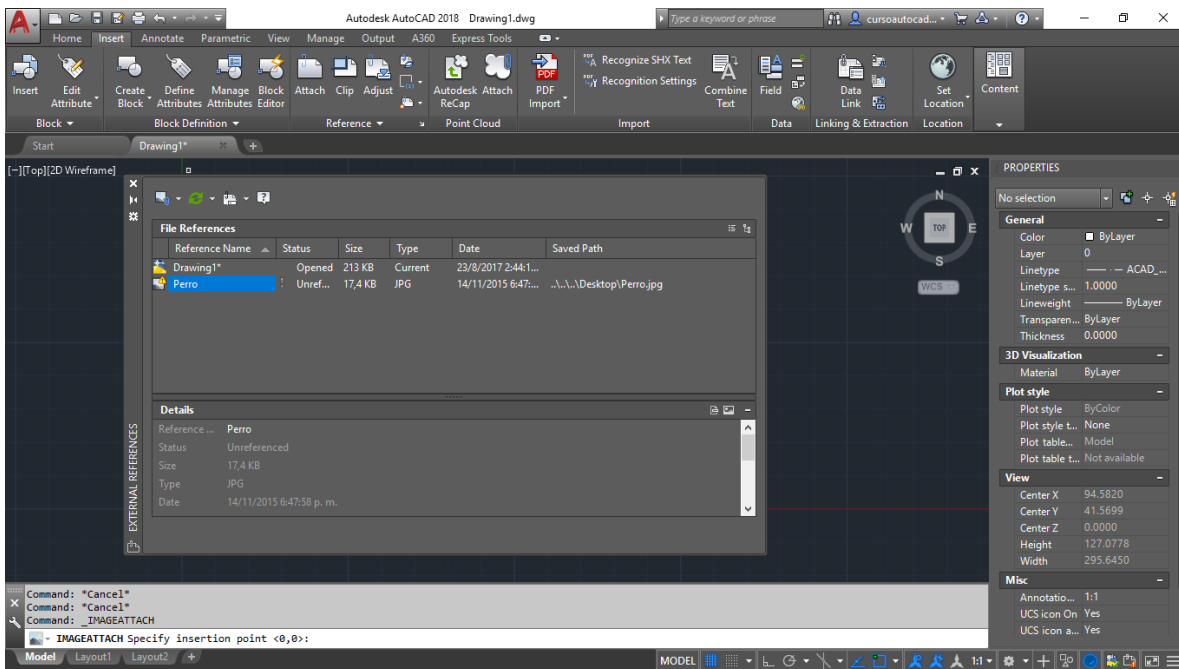 Autodesk AutoCAD 2018 Drawing1.dwg
Type a keyword or phrase
cursoautocad...
Home Insert Annotate Parametric View Manage Output A360 Express Tools
Insert
Edit Attribute
Create Block
Define Attributes
Manage Attributes
Block Editor
Attach Clip Adjust
Autodesk ReCap
Attach
PDF Import
Recognize SHX Text
Recognition Settings
Combine Text
Field
Data Link
Set Location
Content
Block Block Definition Reference Point Cloud Import Data Linking & Extraction Location
Start Drawing1* +
[−][Top][2D Wireframe]
File References
Reference Name Status Size Type Date Saved Path
Drawing1* Opened 213 KB Current 23/8/2017 2:44:1...
Perro ! Unref... 17,4 KB JPG 14/11/2015 6:47:... ..\..\..\Desktop\Perro.jpg
Details
Reference ... Perro
Status Unreferenced
Size 17,4 KB
Type JPG
Date 14/11/2015 6:47:58 p. m.
EXTERNAL REFERENCES
N
W TOP E
S
WCS
PROPERTIES
No selection
General
Color ByLayer
Layer 0
Linetype ACAD_...
Linetype s... 1.0000
Lineweight ByLayer
Transparen... ByLayer
Thickness 0.0000
3D Visualization
Material ByLayer
Plot style
Plot style ByColor
Plot style t... None
Plot table... Model
Plot table t... Not available
View
Center X 94.5820
Center Y 41.5699
Center Z 0.0000
Height 127.0778
Width 295.6450
Misc
Annotatio... 1:1
UCS icon On Yes
UCS icon a... Yes
Command: *Cancel*
Command: *Cancel*
Command: _IMAGEATTACH
IMAGEATTACH Specify insertion point <0,0>:
Model Layout1 Layout2 +
MODEL 1:1